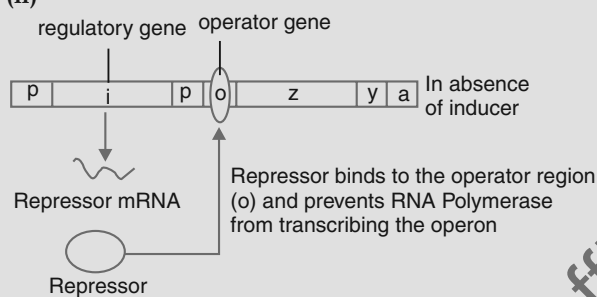 (ii)
regulatory gene operator gene
p i p o z y a
In absence
of inducer
Repressor mRNA
Repressor binds to the operator region
(o) and prevents RNA Polymerase
from transcribing the operon
Repressor